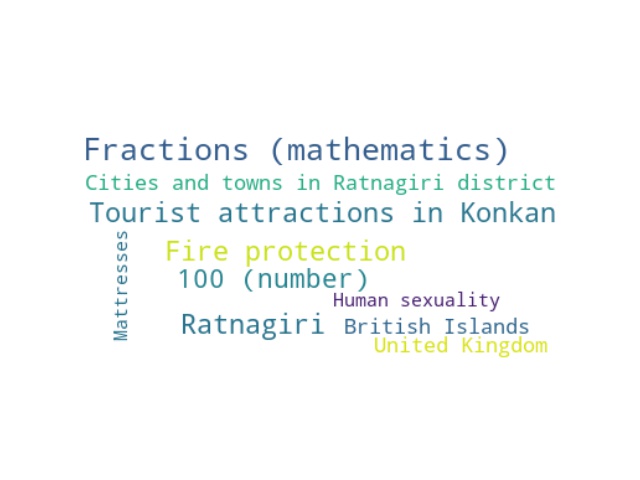 Fractions (mathematics)
Cities and towns in Ratnagiri district
Tourist attractions in Konkan
Mattresses
Fire protection
100 (number)
Human sexuality
Ratnagiri
British Islands
United Kingdom